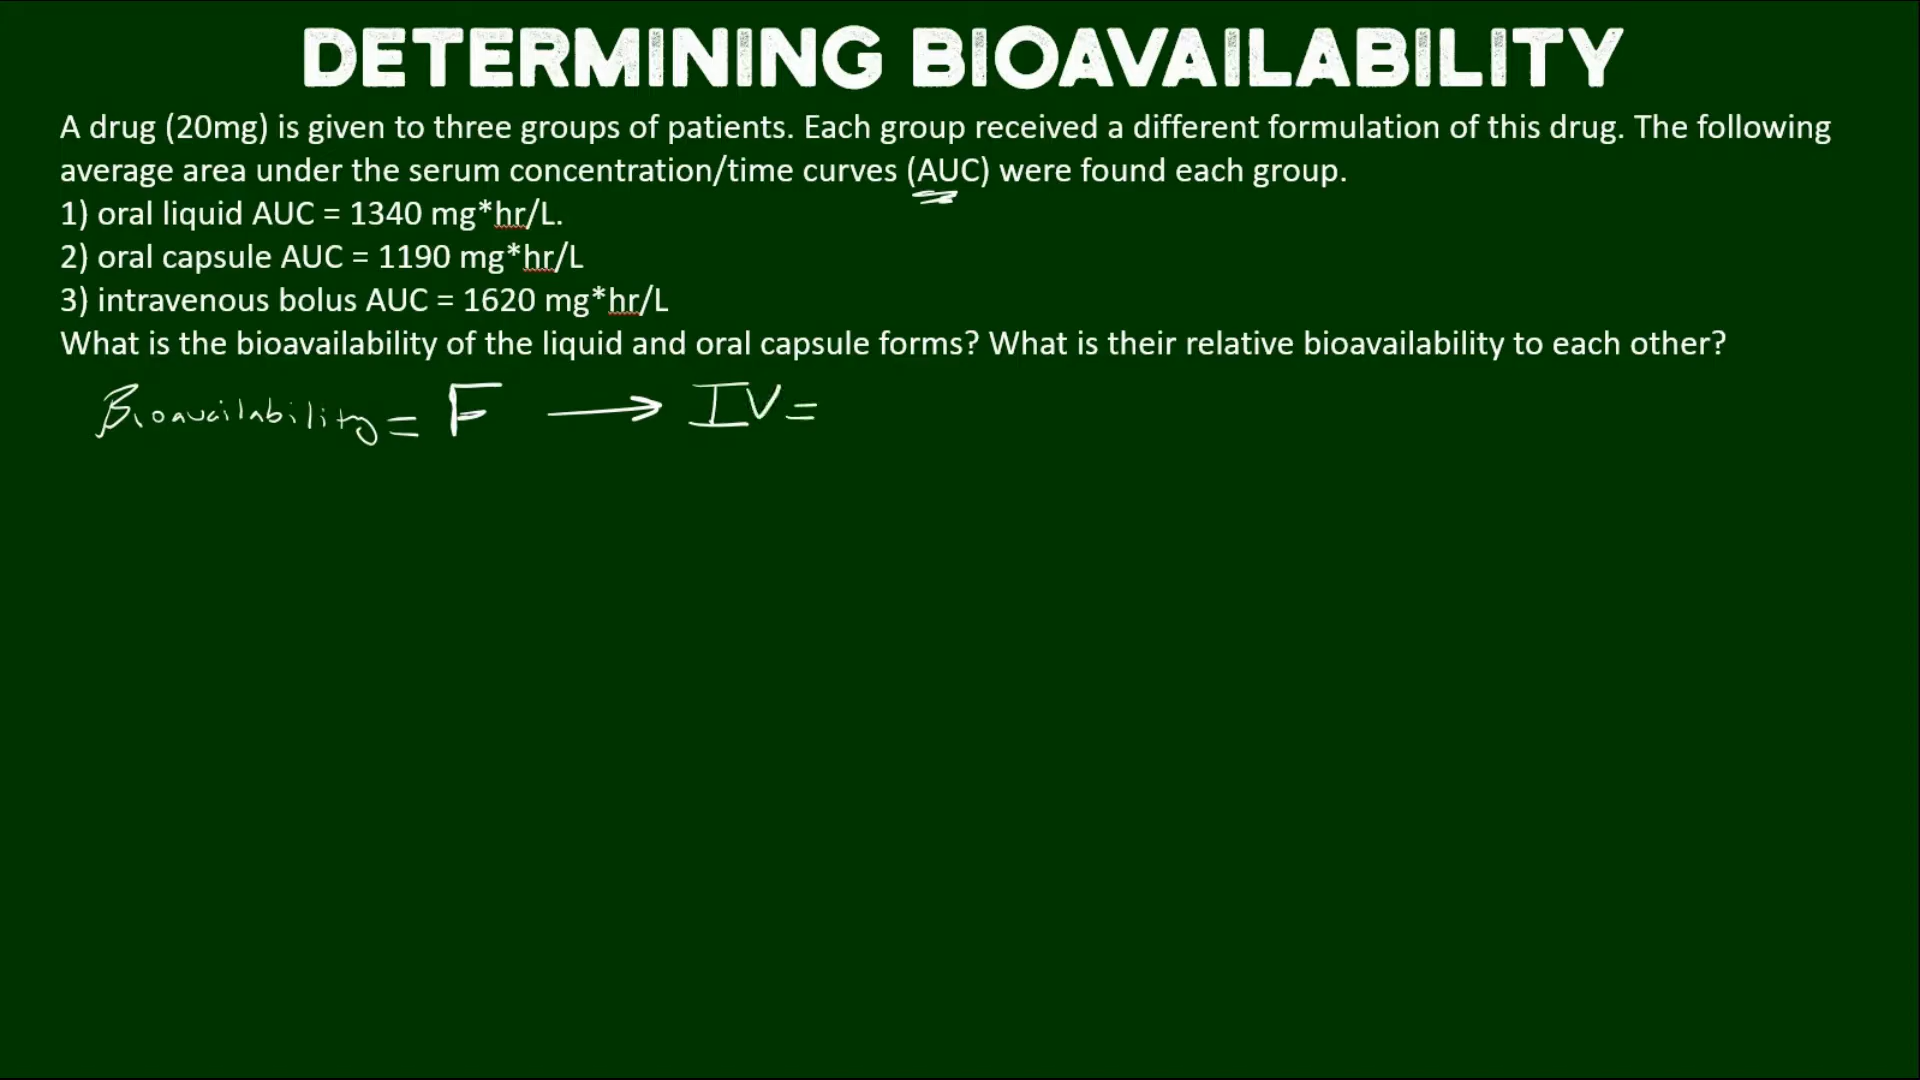 DETERMINING BIOAVAILABILITY
A drug (20mg) is given to three groups of patients. Each group received a different formulation of this drug. The following
average area under the serum concentration/time curves (AUC) were found each group.
1) oral liquid AUC = 1340 mg*hr/L.
2) oral capsule AUC = 1190 mg*hr/L
3) intravenous bolus AUC = 1620 mg*hr/L
What is the bioavailability of the liquid and oral capsule forms? What is their relative bioavailability to each other?
Bioavailability = F → IV =